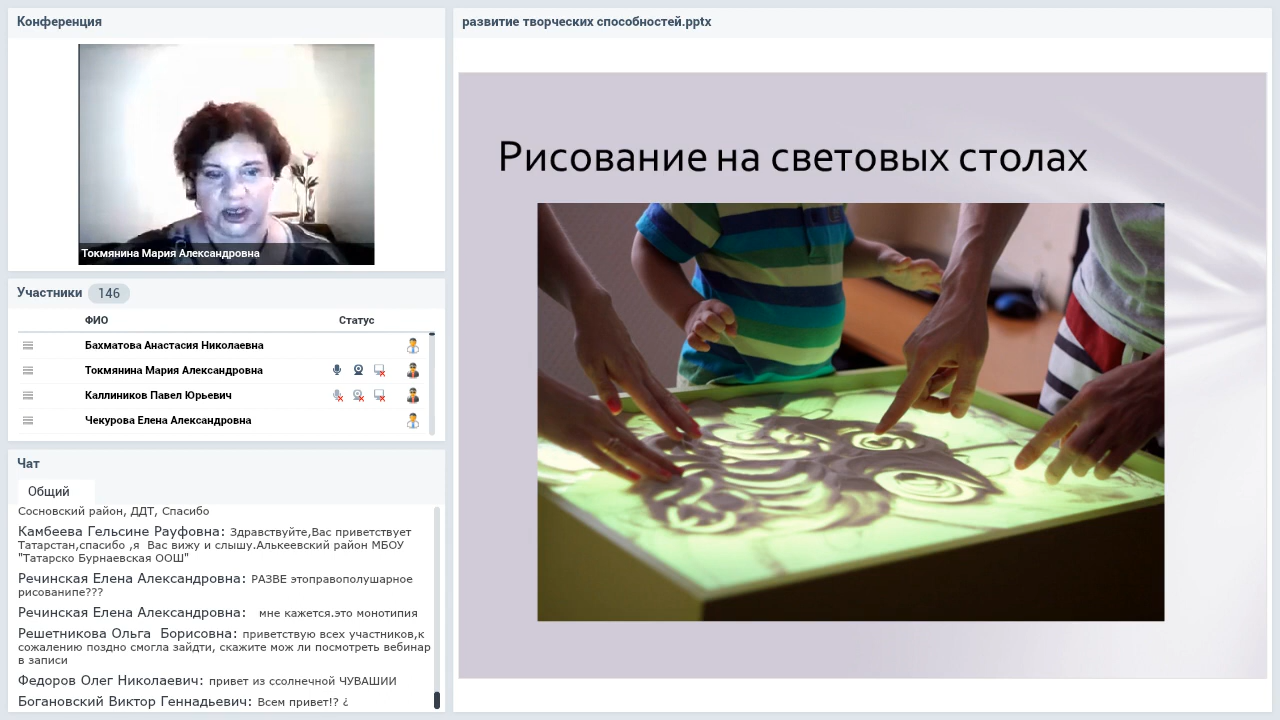 Конференция
Токмянина Мария Александровна
Участники 146
ФИО Статус
Бахматова Анастасия Николаевна
Токмянина Мария Александровна
Каллиников Павел Юрьевич
Чекурова Елена Александровна
Чат
Общий
Сосновский район, ДДТ, Спасибо
Камбеева Гельсине Рауфовна: Здравствуйте,Вас приветствует
Татарстан,спасибо ,я Вас вижу и слышу.Алькеевский район МБОУ
"Татарско Бурнаевская ООШ"
Речинская Елена Александровна: РАЗВЕ этоправополушарное
рисованипе???
Речинская Елена Александровна: мне кажется.это монотипия
Решетникова Ольга Борисовна: приветствую всех участников,к
сожалению поздно смогла зайдти, скажите мож ли посмотреть вебинар
в записи
Федоров Олег Николаевич: привет из ссолнечной ЧУВАШИИ
Богановский Виктор Геннадьевич: Всем привет!? ¿
развитие творческих способностей.pptx
Рисование на световых столах